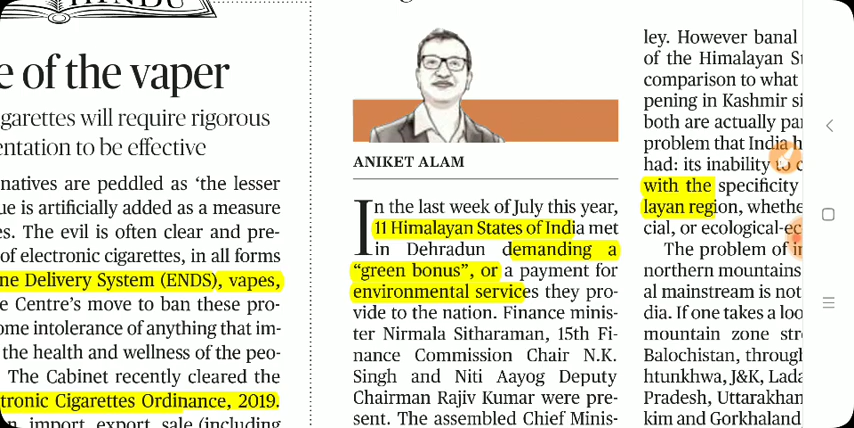 HINDU
e of the vaper
garettes will require rigorous
entation to be effective
natives are peddled as ‘the lesser
ue is artificially added as a measure
es. The evil is often clear and pre-
of electronic cigarettes, in all forms
ne Delivery System (ENDS), vapes,
e Centre’s move to ban these pro-
ome intolerance of anything that im-
the health and wellness of the peo-
The Cabinet recently cleared the
tronic Cigarettes Ordinance, 2019.
n, import, export, sale (including
ANIKET ALAM
In the last week of July this year,
11 Himalayan States of India met
in Dehradun demanding a
“green bonus”, or a payment for
environmental services they pro-
vide to the nation. Finance minis-
ter Nirmala Sitharaman, 15th Fi-
nance Commission Chair N.K.
Singh and Niti Aayog Deputy
Chairman Rajiv Kumar were pre-
sent. The assembled Chief Minis-
ley. However banal
of the Himalayan St
comparison to what
pening in Kashmir si
both are actually par
problem that India h
had: its inability to c
with the specificity
layan region, whethe
cial, or ecological-ec
The problem of in
northern mountains
al mainstream is not
dia. If one takes a loo
mountain zone stre
Balochistan, through
htunkhwa, J&K, Lada
Pradesh, Uttarakhan
kim and Gorkhaland,